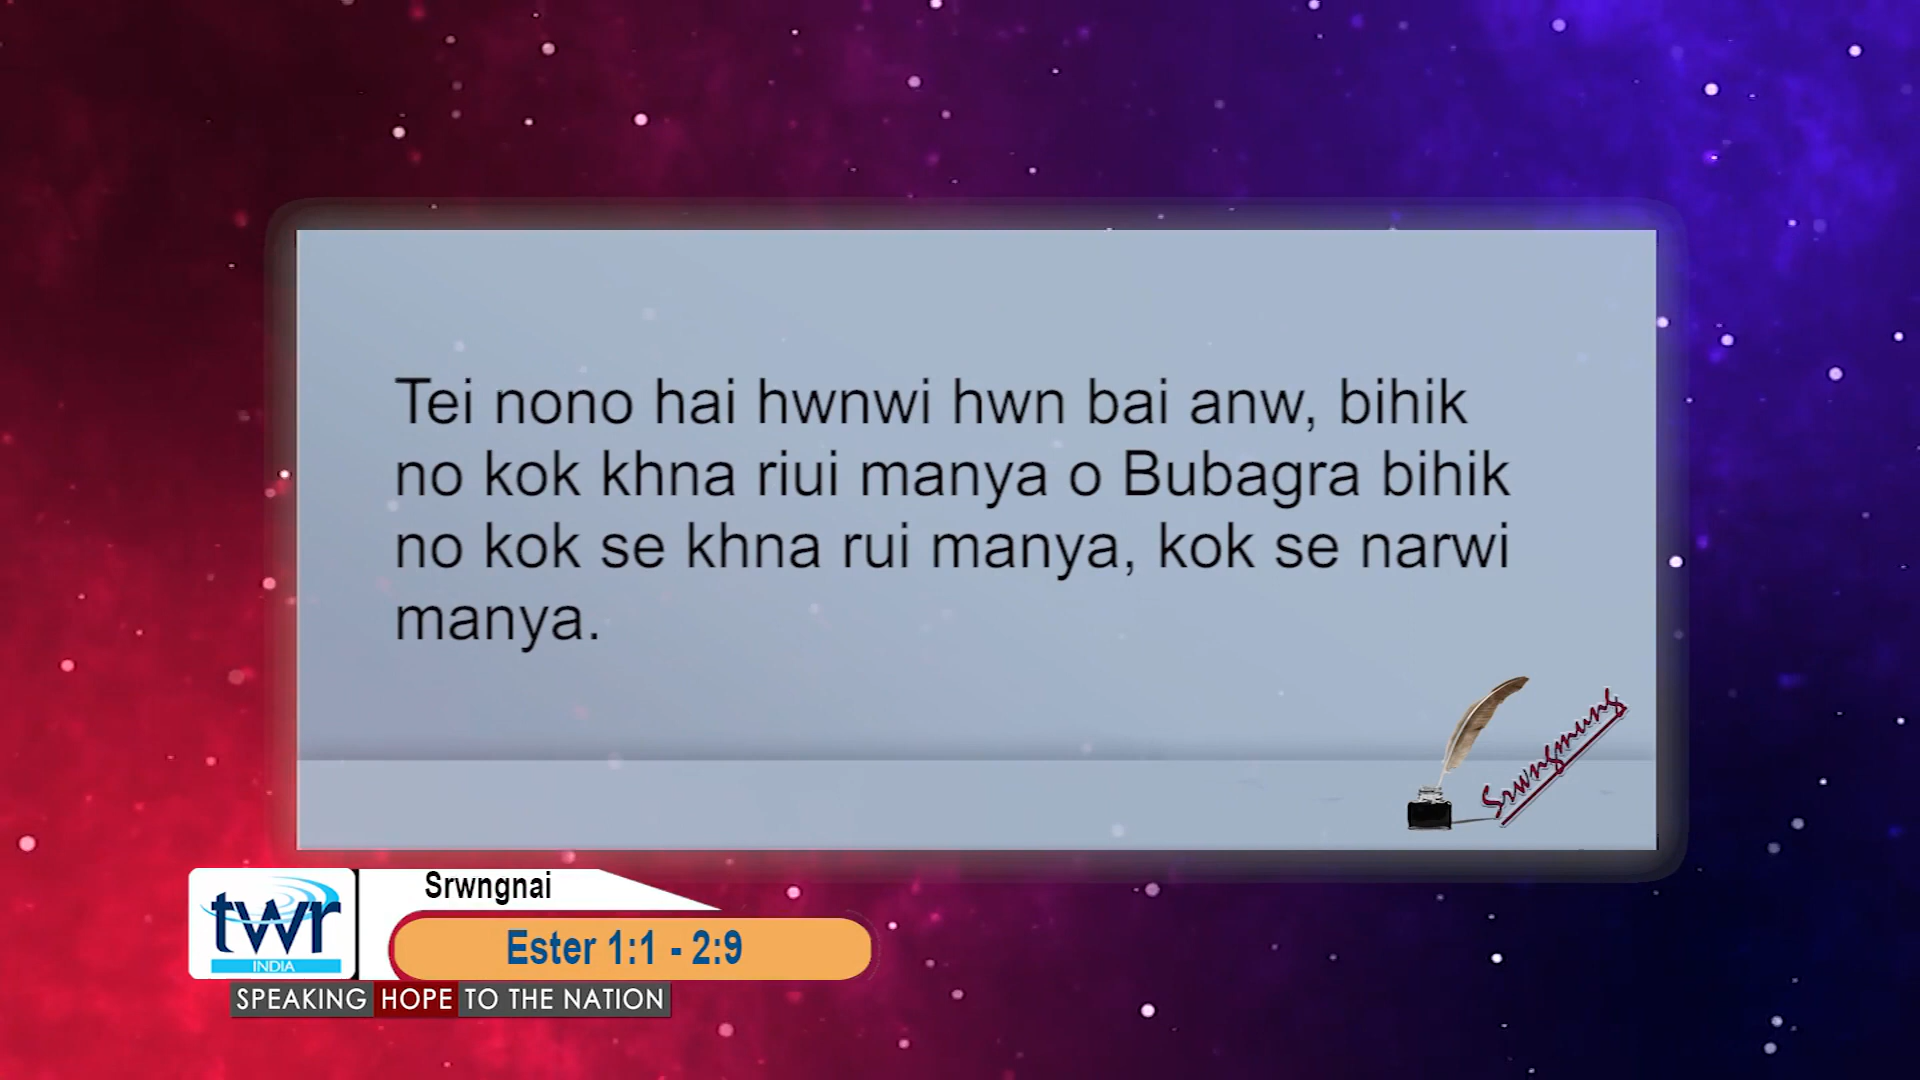 Tei nono hai hwnwi hwn bai anw, bihik
no kok khna riui manya o Bubagra bihik
no kok se khna rui manya, kok se narwi
manya.
Srwngmung
twr
INDIA
Srwngnai
Ester 1:1 - 2:9
SPEAKING HOPE TO THE NATION